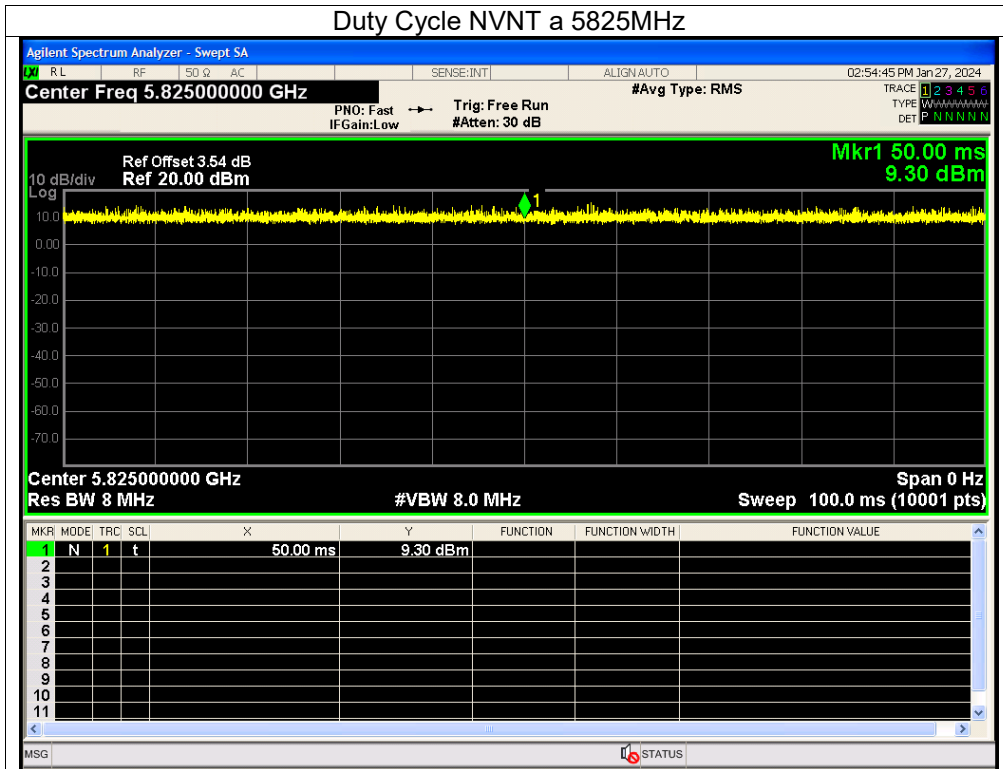 Duty Cycle NVNT a 5825MHz
Agilent Spectrum Analyzer - Swept SA
LXI RL RF 50 Ω AC SENSE:INT ALIGN AUTO 02:54:45 PM Jan 27, 2024
Center Freq 5.825000000 GHz #Avg Type: RMS TRACE 1 2 3 4 5 6
PNO: Fast Trig: Free Run TYPE
IFGain:Low #Atten: 30 dB DET P N N N N N
Mkr1 50.00 ms
Ref Offset 3.54 dB
10 dB/div Ref 20.00 dBm 9.30 dBm
Log
1
10.0
0.00
-10.0
-20.0
-30.0
-40.0
-50.0
-60.0
-70.0
Center 5.825000000 GHz Span 0 Hz
Res BW 8 MHz #VBW 8.0 MHz Sweep 100.0 ms (10001 pts)
MKR MODE TRC SCL X Y FUNCTION FUNCTION WIDTH FUNCTION VALUE
1 N 1 t 50.00 ms 9.30 dBm
2
3
4
5
6
7
8
9
10
11
MSG STATUS